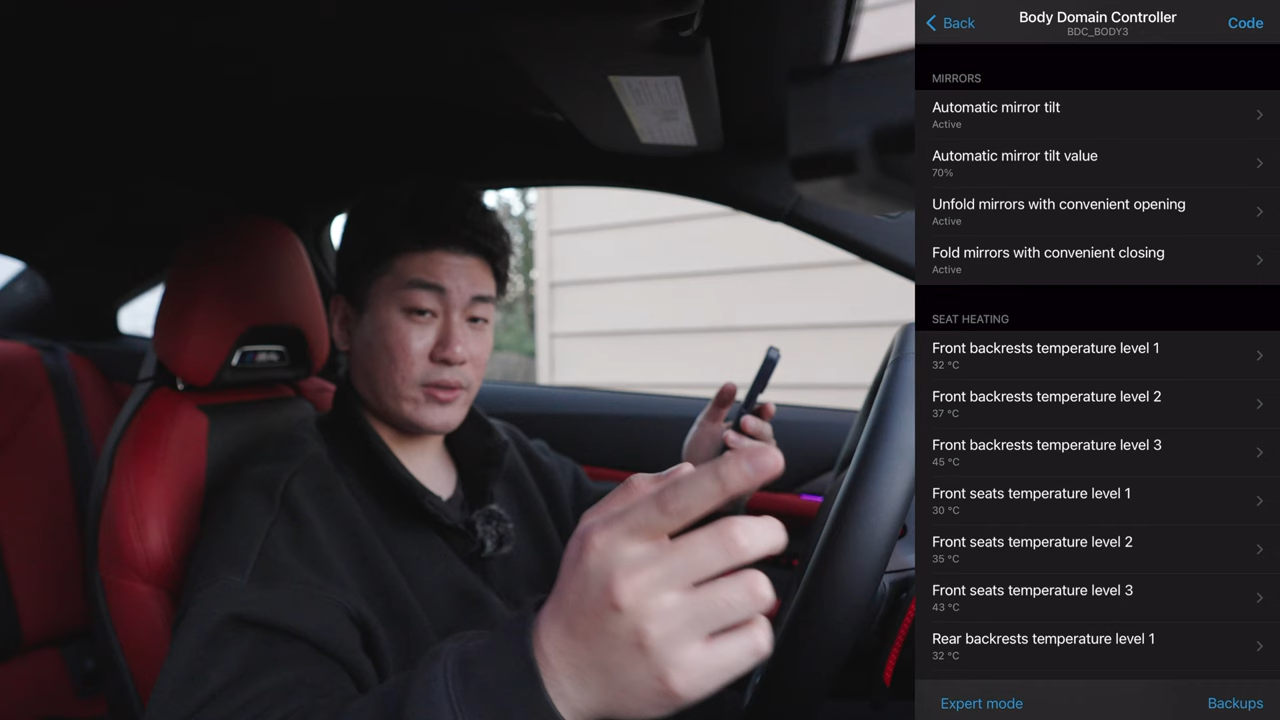 Back
Body Domain Controller
BDC_BODY3
Code
MIRRORS
Automatic mirror tilt
Active
Automatic mirror tilt value
70%
Unfold mirrors with convenient opening
Active
Fold mirrors with convenient closing
Active
SEAT HEATING
Front backrests temperature level 1
32 °C
Front backrests temperature level 2
37 °C
Front backrests temperature level 3
45 °C
Front seats temperature level 1
30 °C
Front seats temperature level 2
35 °C
Front seats temperature level 3
43 °C
Rear backrests temperature level 1
32 °C
Expert mode
Backups
M4